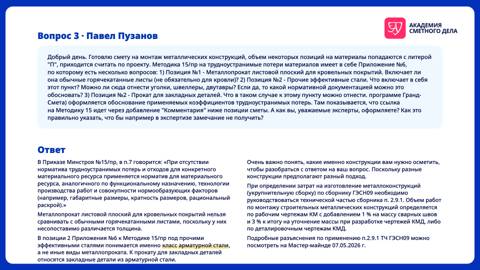 Вопрос 3 · Павел Пузанов
АКАДЕМИЯ
СМЕТНОГО ДЕЛА
Добрый день. Готовлю смету на монтаж металлических конструкций, объем некоторых позиций на материалы попадаются с литерой
"П", приходится считать по проекту. Методика 15/пр на трудноустранимые потери материалов имеет в себе Приложение №6,
по которому есть несколько вопросов: 1) Позиция №1 - Металлопрокат листовой плоский для кровельных покрытий. Включает ли
она обычные горячекатанные листы (не обязательно для кровли)? 2) Позиция №2 - Прочие эффективные стали. Что включает в себя
этот пункт? Можно ли сюда отнести уголки, швеллеры, двутавры? Если да, то какой нормативной документацией можно это
обосновать? 3) Позиция №2 - Прокат для закладных деталей. Что в таком случае к этому пункту можно отнести. программе Гранд-
Смета) оформляется обоснование применяемых коэффициентов трудноустранимых потерь. Там показывается, что ссылка
на Методику 15 идет через добавление "Комментария" ниже позиции сметы. А как вы, уважаемые эксперты, оформляете? Как это
правильно указать, что бы например в экспертизе замечание не получить?
Ответ
В Приказе Минстроя №15/пр, в п.7 говорится: «При отсутствии
норматива трудноустранимых потерь и отходов для конкретного
материального ресурса применяется норматив для материального
ресурса, аналогичного по функциональному назначению, технологии
производства работ и совокупности нормообразующих факторов
(например, габаритные размеры, кратность размеров, рациональный
раскрой).»
Металлопрокат листовой плоский для кровельных покрытий нельзя
сравнивать с обычными горячекатанными листами, поскольку у них
несопоставимо различается толщина.
В позиции 2 Приложения №6 к Методике 15/пр под прочими
эффективными сталями понимается именно класс арматурной стали,
а не иные виды металлопроката. К прокату для закладных деталей
относятся закладные детали из арматурной стали.
Очень важно понять, какие именно конструкции вам нужно осметить,
чтобы разобраться с ответом на ваш вопрос. Поскольку разные
конструкции предполагают разный подход.
При определении затрат на изготовление металлоконструкций
(укрупнительную сборку) по сборнику ГЭСН09 необходимо
руководствоваться технической частью сборника п. 2.9.1. Объем работ
по монтажу строительных металлических конструкций определяется
по рабочим чертежам КМ с добавлением 1 % на массу сварных швов
и 3 % к итогу на уточнение массы при разработке чертежей КМД, либо
по деталировочным чертежам КМД.
Подробные разъяснения по применению п.2.9.1 ТЧ ГЭСН09 можно
посмотреть на Мастер-майнде 07.05.2026 г.